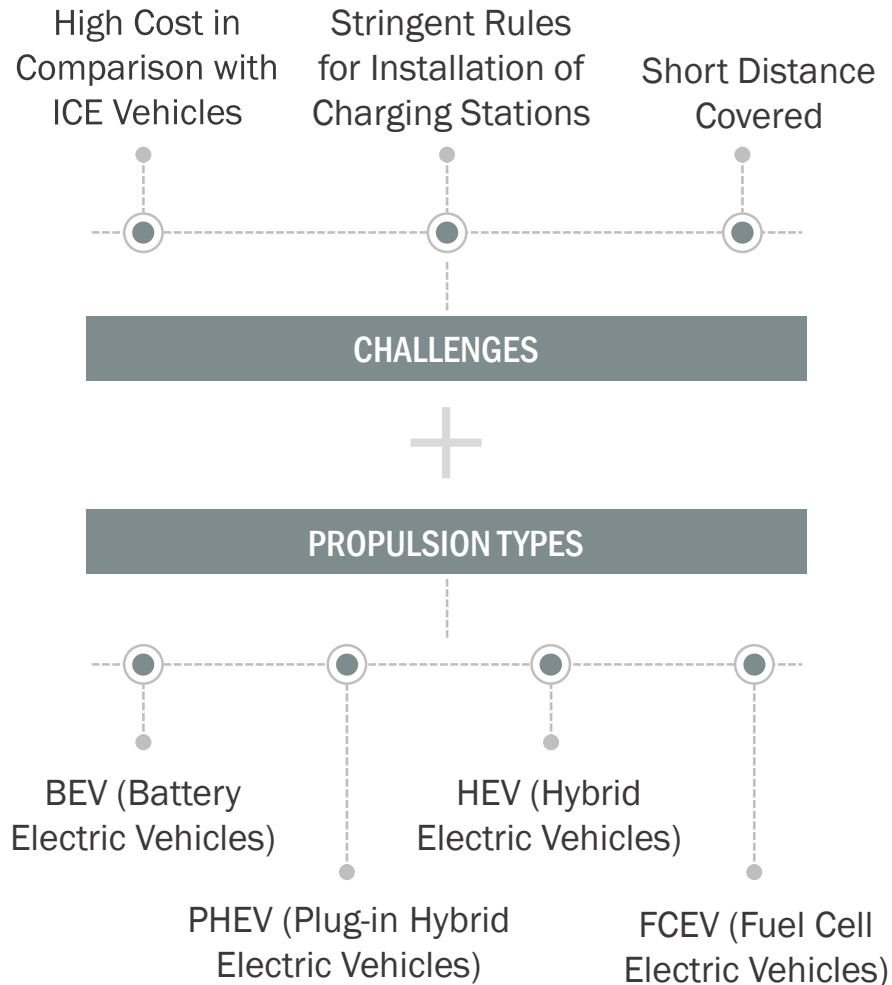 High Cost in
Comparison with
ICE Vehicles
Stringent Rules
for Installation of
Charging Stations
Short Distance
Covered
CHALLENGES
PROPULSION TYPES
BEV (Battery
Electric Vehicles)
PHEV (Plug-in Hybrid
Electric Vehicles)
HEV (Hybrid
Electric Vehicles)
FCEV (Fuel Cell
Electric Vehicles)